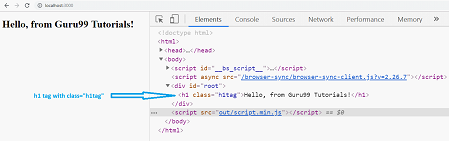 localhost:3000
Elements
Console
Sources
Network
Performance
Hello, from Guru99 Tutorials!
<!doctype html>
<html>
▶<head>…</head>
▼<body>
▶<script id="__bs_script__">…</script>
<script async src="/browser-sync/browser-sync-client.js?v=2.26.7"></script>
▼<div id="root">
h1 tag with class="h1tag"
<h1 class="h1tag">Hello, from Guru99 Tutorials!</h1>
</div>
<script src="out/script.min.js"></script> == $0
</body>
</html>